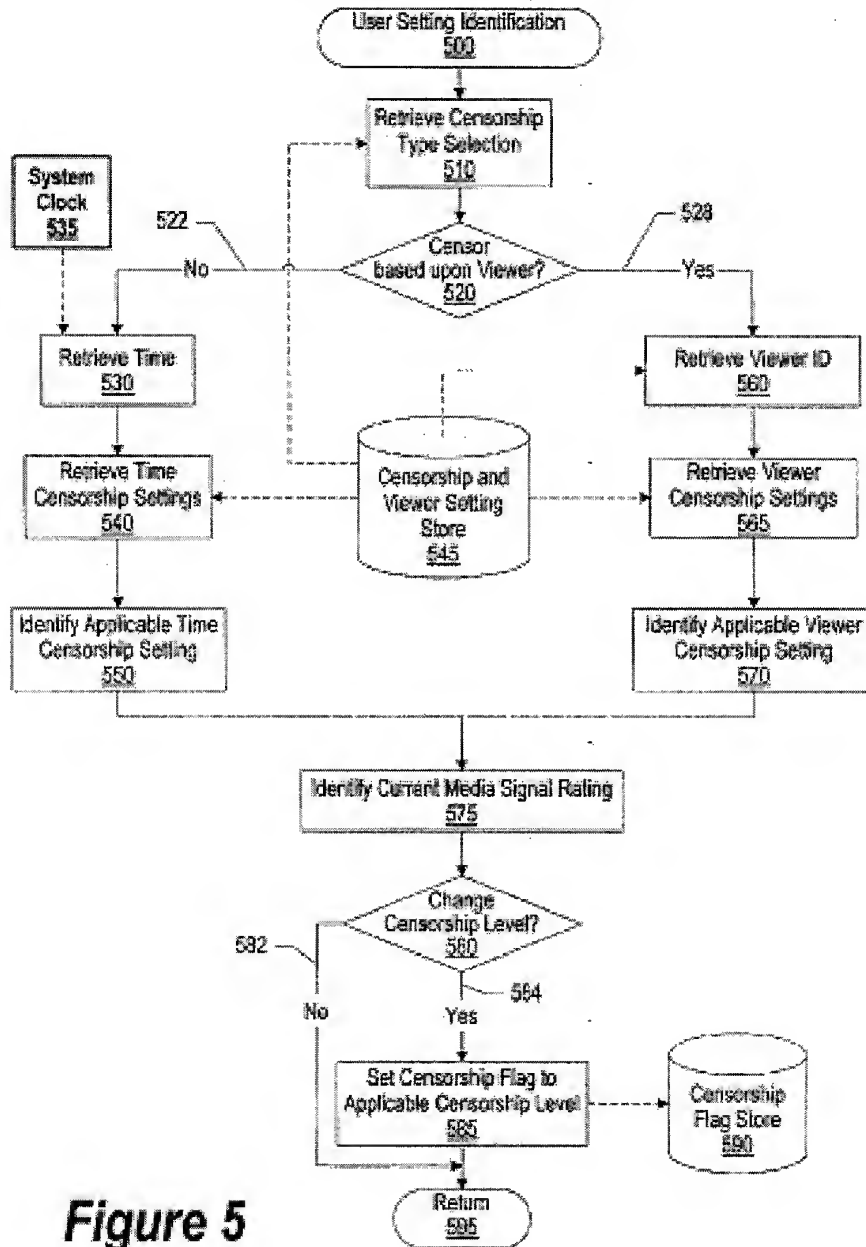 User Setting Identification
500
Retrieve Censorship
Type Selection
510
System
Clock
535
522
528
Censor
based upon Viewer?
520
No
Yes
Retrieve Time
530
Retrieve Viewer ID
560
Retrieve Time
Censorship Settings
540
Censorship and
Viewer Setting
Store
545
Retrieve Viewer
Censorship Settings
565
Identify Applicable Time
Censorship Setting
550
Identify Applicable Viewer
Censorship Setting
570
Identify Current Media Signal Rating
575
Change
Censorship Level?
580
582
584
No
Yes
Set Censorship Flag to
Applicable Censorship Level
585
Censorship
Flag Store
590
Return
595
Figure 5